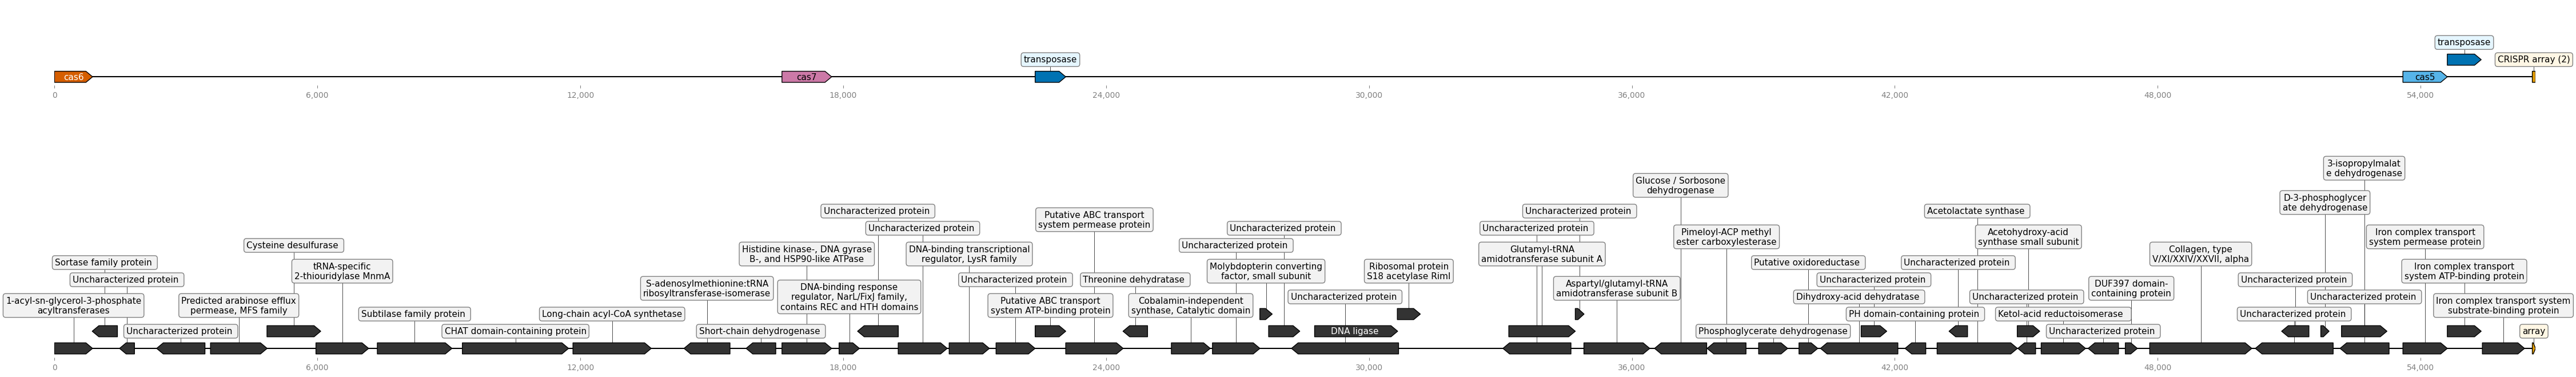 transposase
transposase
CRISPR array (2)
cas6
cas7
cas5
0
6,000
12,000
18,000
24,000
30,000
36,000
42,000
48,000
54,000
3-isopropylmalat
e dehydrogenase
Glucose / Sorbosone
dehydrogenase
D-3-phosphoglycer
ate dehydrogenase
Uncharacterized protein
Putative ABC transport
system permease protein
Uncharacterized protein
Acetolactate synthase
Uncharacterized protein
Uncharacterized protein
Uncharacterized protein
Pimeloyl-ACP methyl
ester carboxylesterase
Acetohydroxy-acid
synthase small subunit
Iron complex transport
system permease protein
Cysteine desulfurase
Histidine kinase-, DNA gyrase
B-, and HSP90-like ATPase
DNA-binding transcriptional
regulator, LysR family
Uncharacterized protein
Glutamyl-tRNA
amidotransferase subunit A
Collagen, type
V/XI/XXIV/XXVII, alpha
Sortase family protein
tRNA-specific
2-thiouridylase MnmA
Molybdopterin converting
factor, small subunit
Ribosomal protein
S18 acetylase RimI
Putative oxidoreductase
Uncharacterized protein
Iron complex transport
system ATP-binding protein
Uncharacterized protein
S-adenosylmethionine:tRNA
ribosyltransferase-isomerase
Uncharacterized protein
Threonine dehydratase
Aspartyl/glutamyl-tRNA
amidotransferase subunit B
Uncharacterized protein
DUF397 domain-
containing protein
Uncharacterized protein
1-acyl-sn-glycerol-3-phosphate
acyltransferases
Predicted arabinose efflux
permease, MFS family
DNA-binding response
regulator, NarL/FixJ family,
contains REC and HTH domains
Putative ABC transport
system ATP-binding protein
Cobalamin-independent
synthase, Catalytic domain
Uncharacterized protein
Dihydroxy-acid dehydratase
Uncharacterized protein
Uncharacterized protein
Iron complex transport system
substrate-binding protein
Subtilase family protein
Long-chain acyl-CoA synthetase
PH domain-containing protein
Ketol-acid reductoisomerase
Uncharacterized protein
Uncharacterized protein
CHAT domain-containing protein
Short-chain dehydrogenase
DNA ligase
Phosphoglycerate dehydrogenase
Uncharacterized protein
array
0
6,000
12,000
18,000
24,000
30,000
36,000
42,000
48,000
54,000